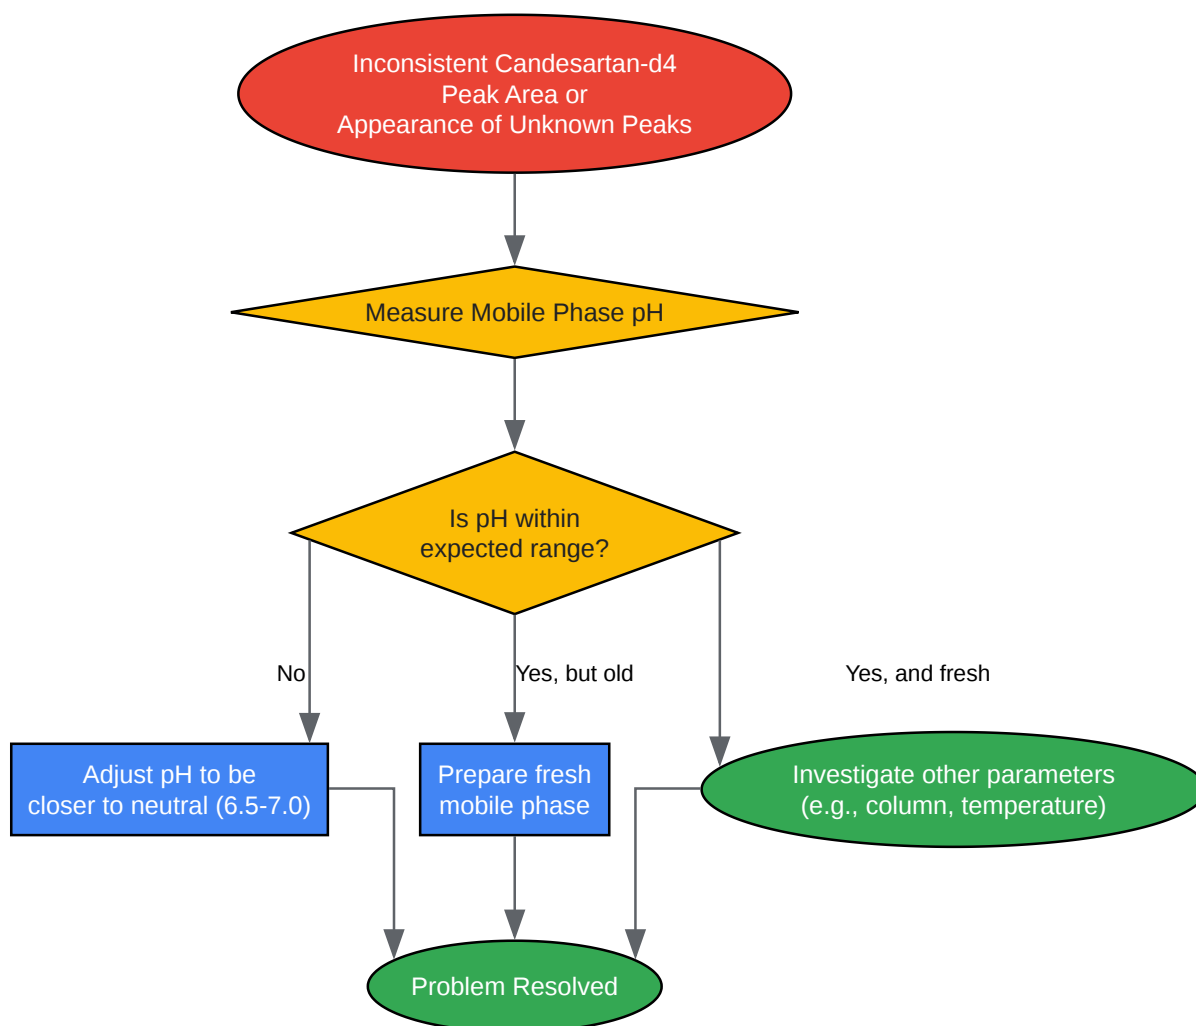 Inconsistent Candesartan-d4
Peak Area or
Appearance of Unknown Peaks
Measure Mobile Phase pH
Is pH within
expected range?
No
Yes, but old
Yes, and fresh
Adjust pH to be
closer to neutral (6.5-7.0)
Prepare fresh
mobile phase
Investigate other parameters
(e.g., column, temperature)
Problem Resolved